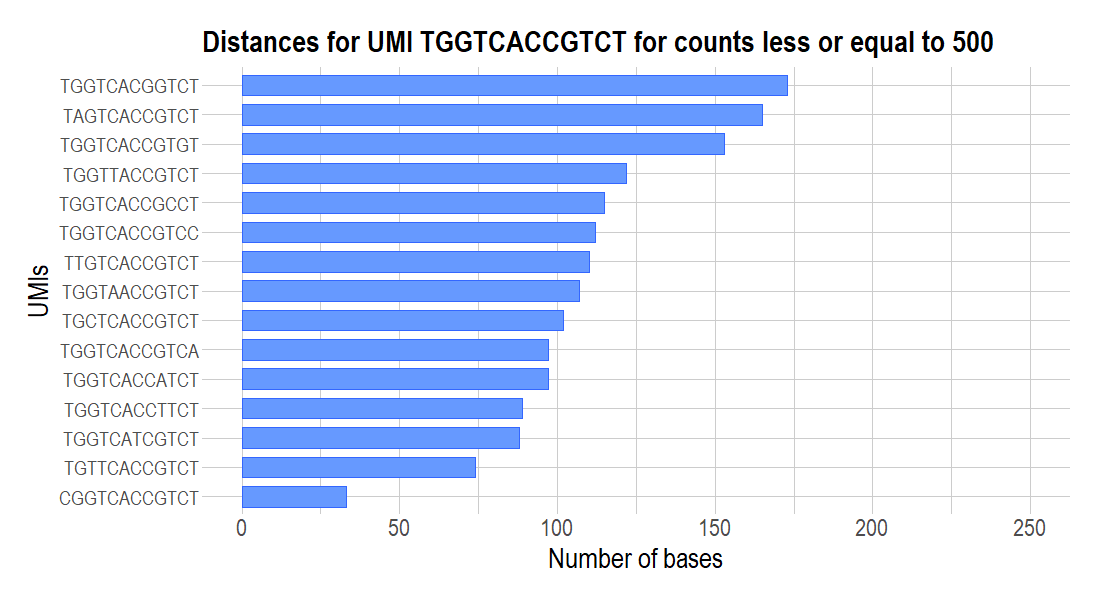 Distances for UMI TGGTCACCGTCT for counts less or equal to 500
TGGTCACGGTCT
TAGTCACCGTCT
TGGTCACCGTGT
TGGTTACCGTCT
TGGTCACCGCCT
TGGTCACCGTCC
TTGTCACCGTCT
TGGTAACCGTCT
TGCTCACCGTCT
TGGTCACCGTCA
TGGTCACCATCT
TGGTCACCTTCT
TGGTCATCGTCT
TGTTCACCGTCT
CGGTCACCGTCT
UMIs
0 50 100 150 200 250
Number of bases